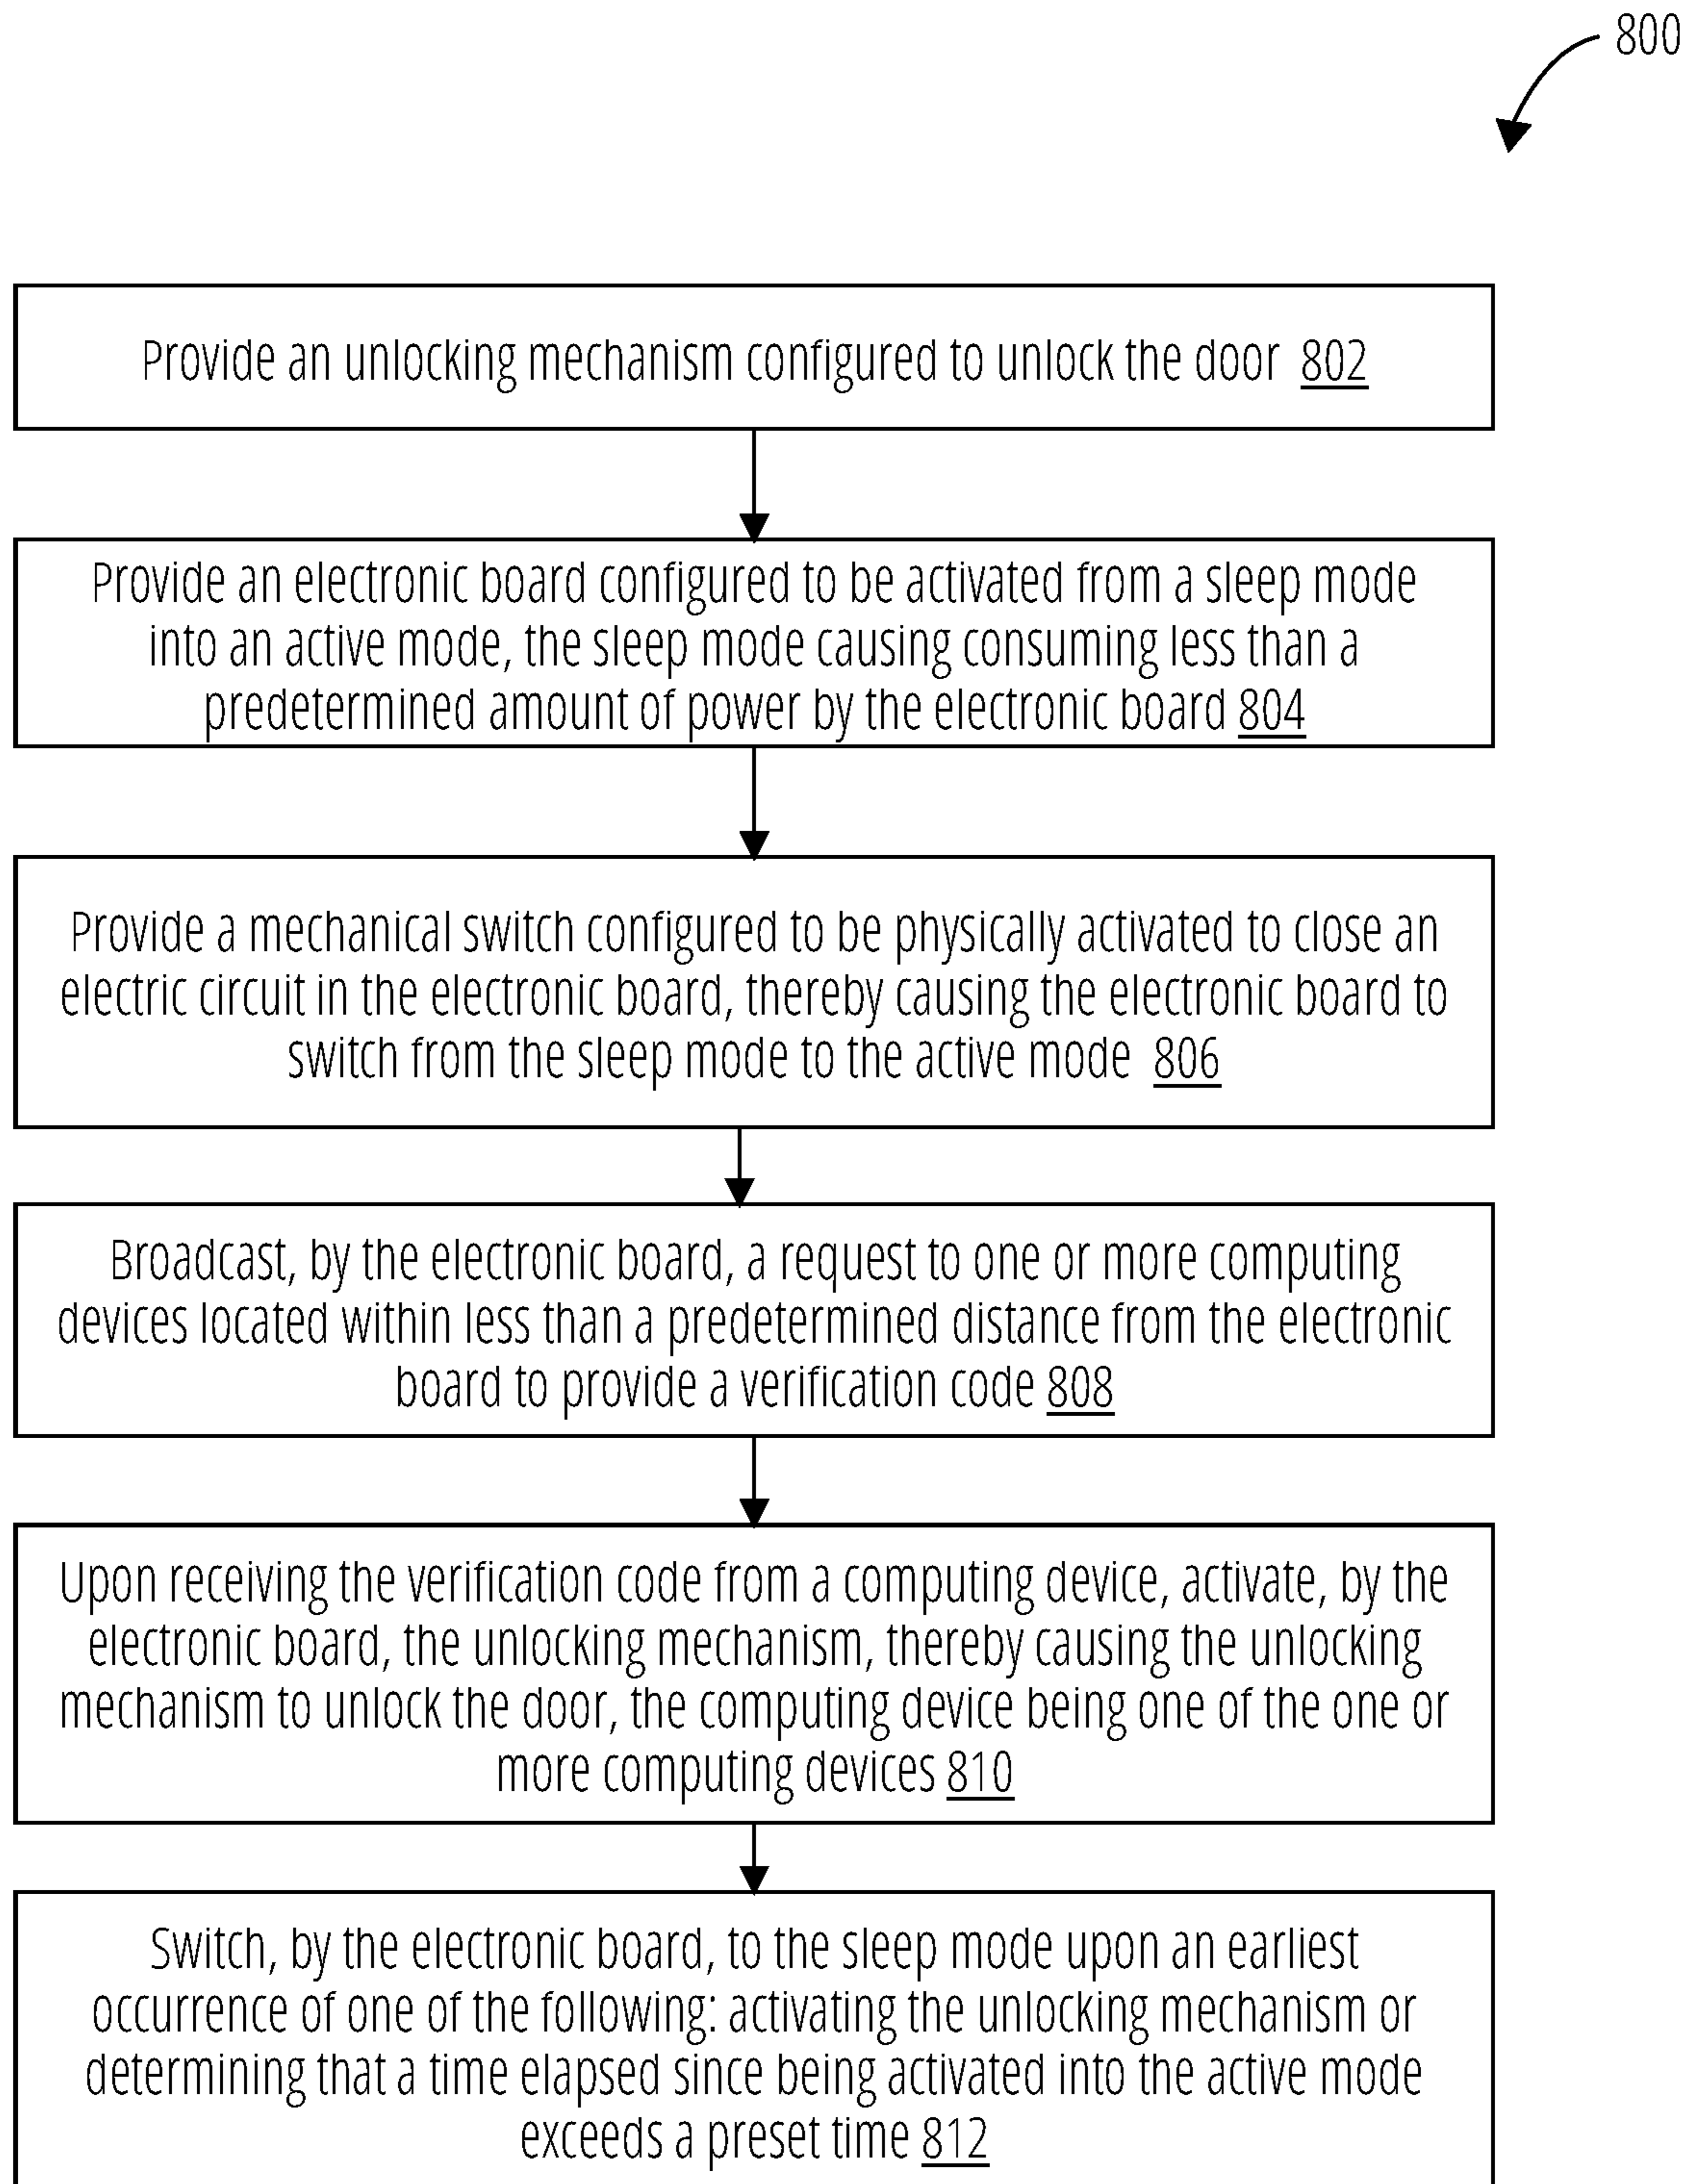 800
Provide an unlocking mechanism configured to unlock the door 802
Provide an electronic board configured to be activated from a sleep mode
into an active mode, the sleep mode causing consuming less than a
predetermined amount of power by the electronic board 804
Provide a mechanical switch configured to be physically activated to close an
electric circuit in the electronic board, thereby causing the electronic board to
switch from the sleep mode to the active mode 806
Broadcast, by the electronic board, a request to one or more computing
devices located within less than a predetermined distance from the electronic
board to provide a verification code 808
Upon receiving the verification code from a computing device, activate, by the
electronic board, the unlocking mechanism, thereby causing the unlocking
mechanism to unlock the door, the computing device being one of the one or
more computing devices 810
Switch, by the electronic board, to the sleep mode upon an earliest
occurrence of one of the following: activating the unlocking mechanism or
determining that a time elapsed since being activated into the active mode
exceeds a preset time 812